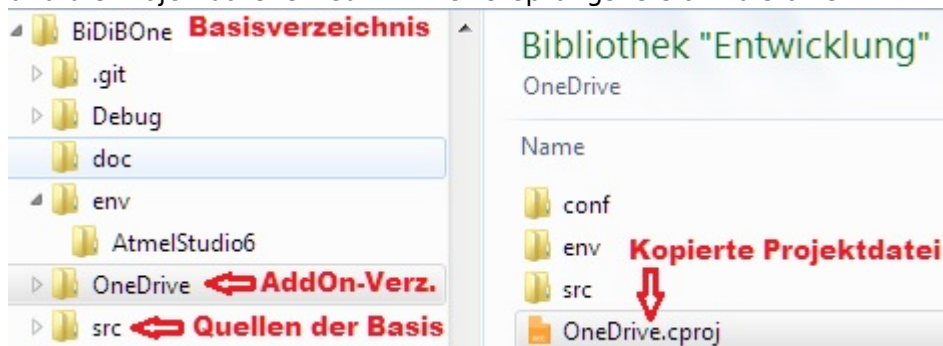 BiDiBOne Basisverzeichnis
.git
Debug
doc
env
AtmelStudio6
OneDrive AddOn-Verz.
src Quellen der Basis
Bibliothek "Entwicklung"
OneDrive
Name
conf
env Kopierte Projektdatei
src
OneDrive.cproj